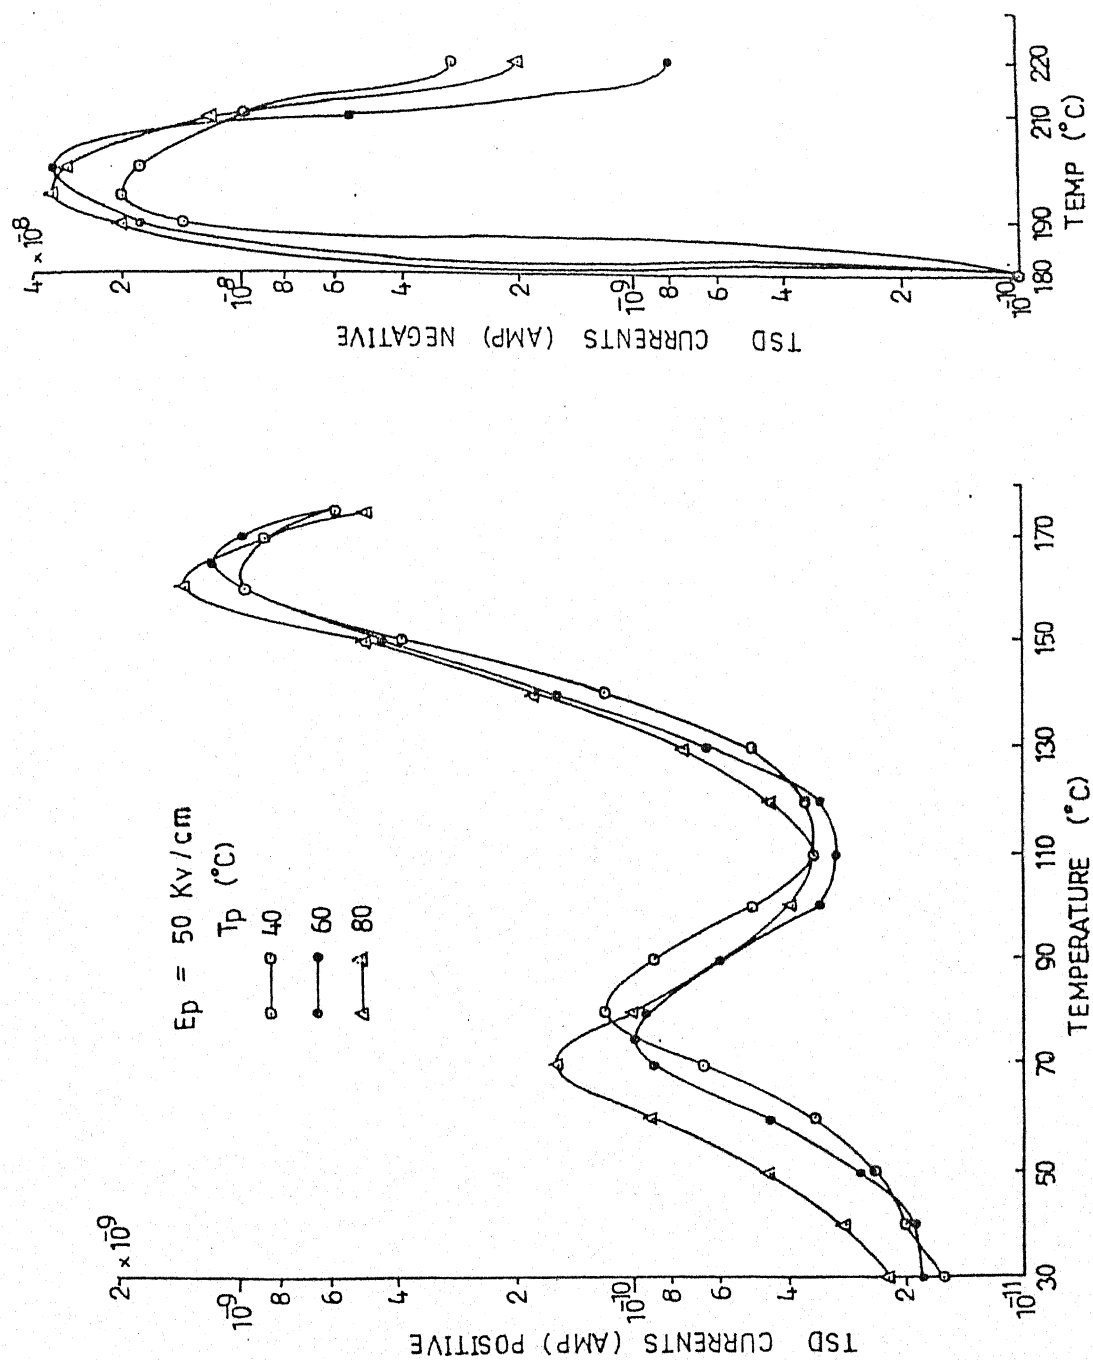 4 × 10̄⁸
2
10̄⁸
8
6
4
2
10̄⁹
8
6
4
2
10̄¹⁰
TSD CURRENTS (AMP) NEGATIVE
180 190 210 220
TEMP (°C)
Ep = 50 Kv/cm
Tp (°C)
40
60
80
2 × 10̄⁹
10̄⁹
8
6
4
2
10̄¹⁰
8
6
4
2
10̄¹¹
TSD CURRENTS (AMP) POSITIVE
30 50 70 90 110 130 150 170
TEMPERATURE (°C)